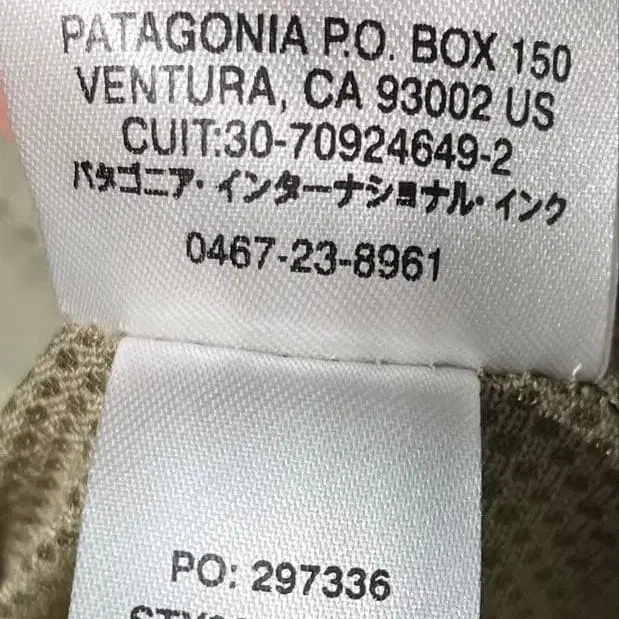 PATAGONIA P.O. BOX 150
VENTURA, CA 93002 US
CUIT:30-70924649-2
パタゴニア・インターナショナル・インク
0467-23-8961
PO: 297336